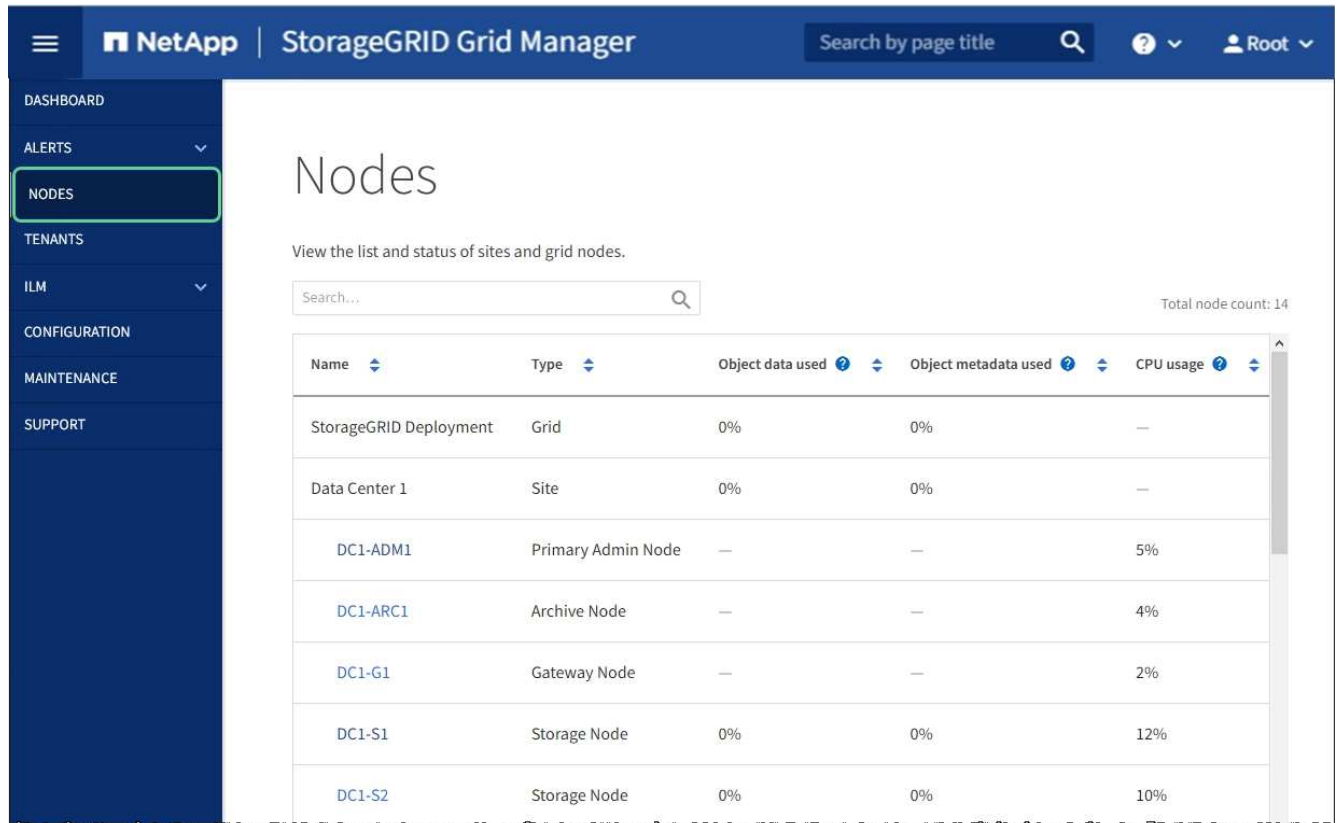 NetApp | StorageGRID Grid Manager
Search by page title
Root
DASHBOARD
ALERTS
NODES
TENANTS
ILM
CONFIGURATION
MAINTENANCE
SUPPORT
Nodes
View the list and status of sites and grid nodes.
Search...
Total node count: 14
Name Type Object data used ? Object metadata used ? CPU usage ?
StorageGRID Deployment Grid 0% 0% —
Data Center 1 Site 0% 0% —
DC1-ADM1 Primary Admin Node — — 5%
DC1-ARC1 Archive Node — — 4%
DC1-G1 Gateway Node — — 2%
DC1-S1 Storage Node 0% 0% 12%
DC1-S2 Storage Node 0% 0% 10%